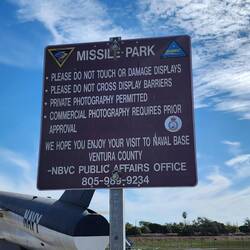 MISSILE PARK
• PLEASE DO NOT TOUCH OR DAMAGE DISPLAYS
• PLEASE DO NOT CROSS DISPLAY BARRIERS
• PRIVATE PHOTOGRAPHY PERMITTED
• COMMERCIAL PHOTOGRAPHY REQUIRES PRIOR
APPROVAL
WE HOPE YOU ENJOY YOUR VISIT TO NAVAL BASE
VENTURA COUNTY
-NBVC PUBLIC AFFAIRS OFFICE
805-989-9234
NAVY